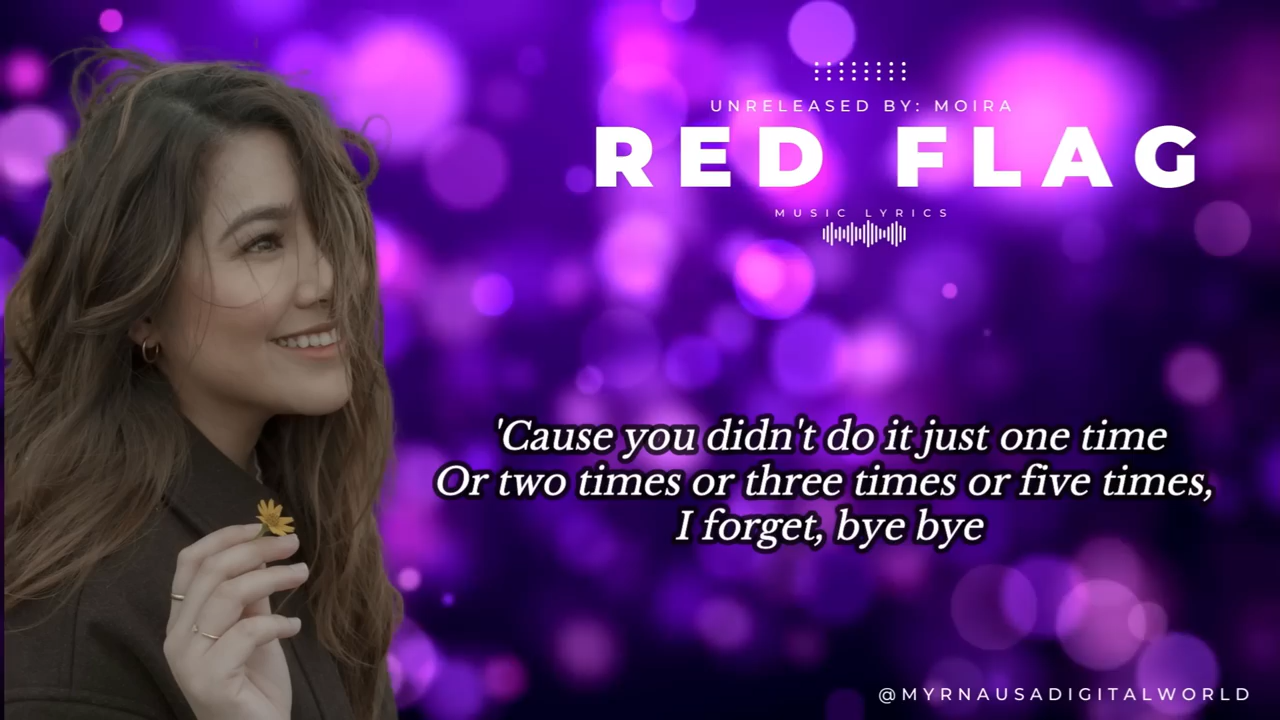 UNRELEASED BY: MOIRA
RED FLAG
MUSIC LYRICS
'Cause you didn't do it just one time
Or two times or three times or five times,
I forget, bye bye
@MYRNAUSADIGITALWORLD